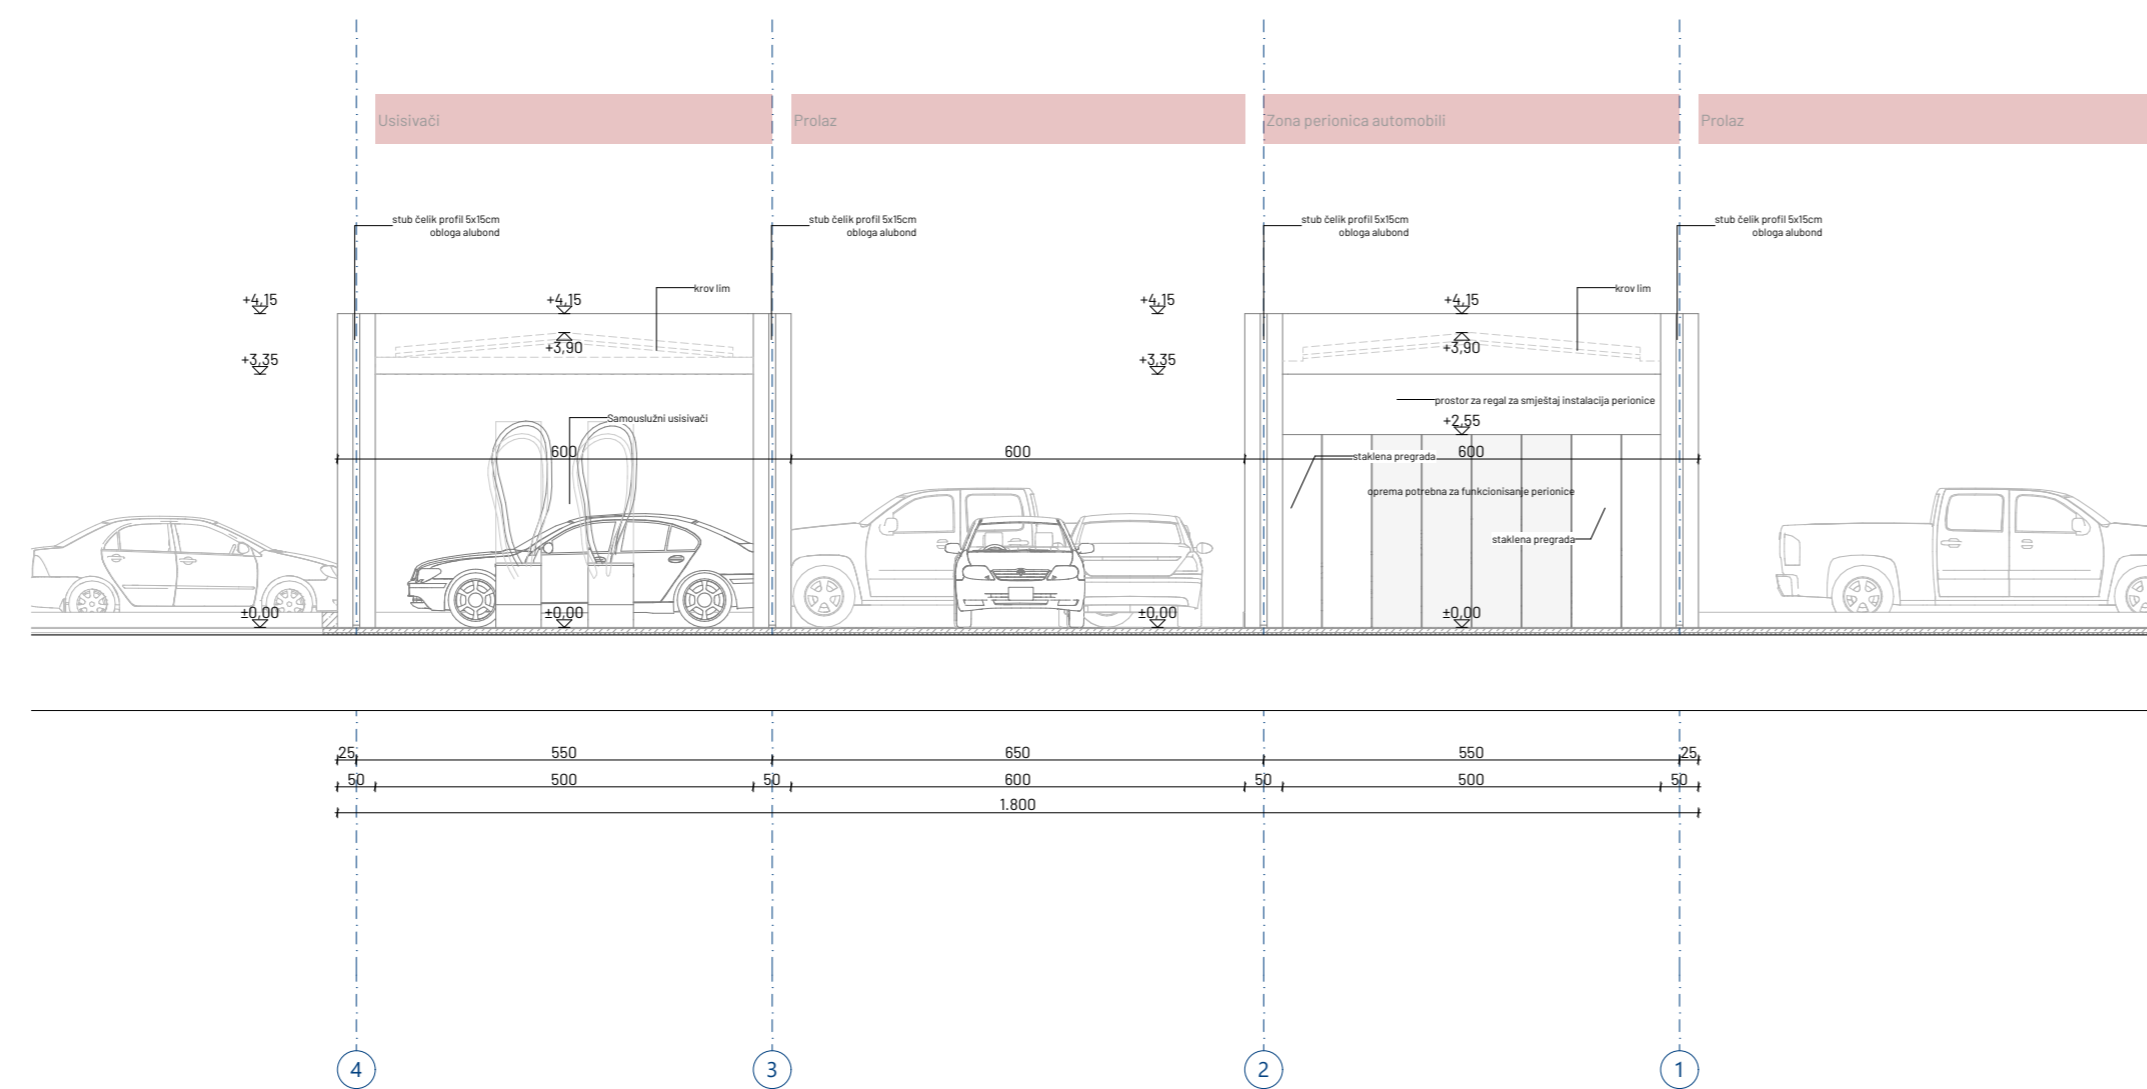 Usisivači
Prolaz
Zona perionica automobili
Prolaz
stub čelik profil 5x15cm
obloga alubond
stub čelik profil 5x15cm
obloga alubond
stub čelik profil 5x15cm
obloga alubond
stub čelik profil 5x15cm
obloga alubond
krov lim
krov lim
+4,15
+4,15
+4,15
+4,15
+3,90
+3,90
+3,35
+3,35
prostor za regal za smještaj instalacija perionice
Samouslužni usisivači
+2,55
600
600
600
staklena pregrada
oprema potrebna za funkcionisanje perionice
staklena pregrada
±0,00
±0,00
±0,00
±0,00
25
550
650
550
25
50
500
50
600
50
500
50
1.800
4
3
2
1